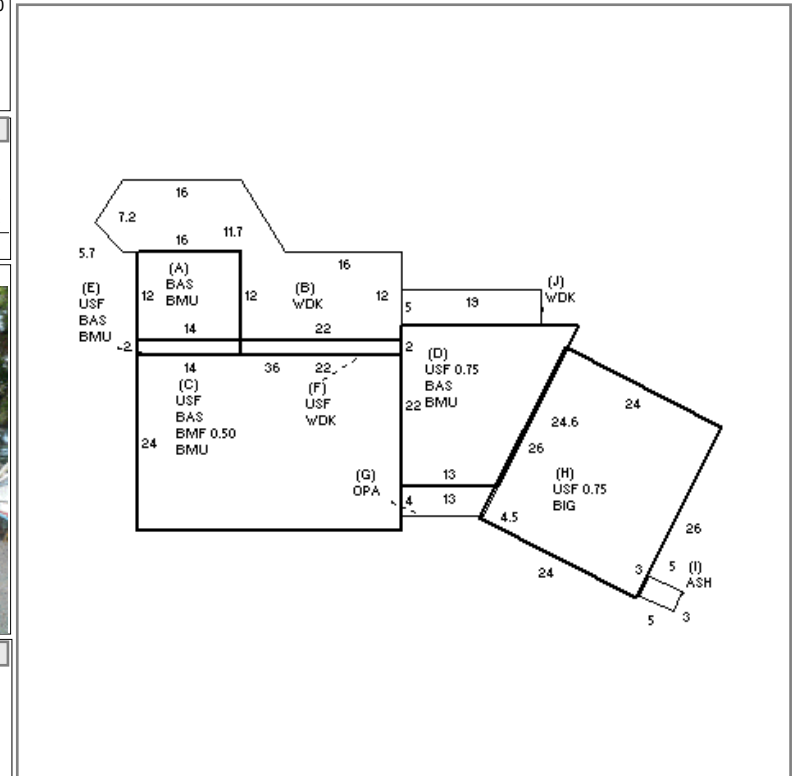 16
7.2
11.7
5.7
16
16
(A)
BAS
BMU
(B)
WDK
12
12
12
(E)
USF
BAS
BMU
(J)
WDK
19
5
14
22
2
2
14
36
22
(C)
USF
BAS
BMF 0.50
BMU
(F)
USF
WDK
(D)
USF 0.75
BAS
BMU
22
24
24
24.6
26
(G)
OPA
13
13
4
4.5
(H)
USF 0.75
BIG
26
24
3
5
(I)
ASH
5
3